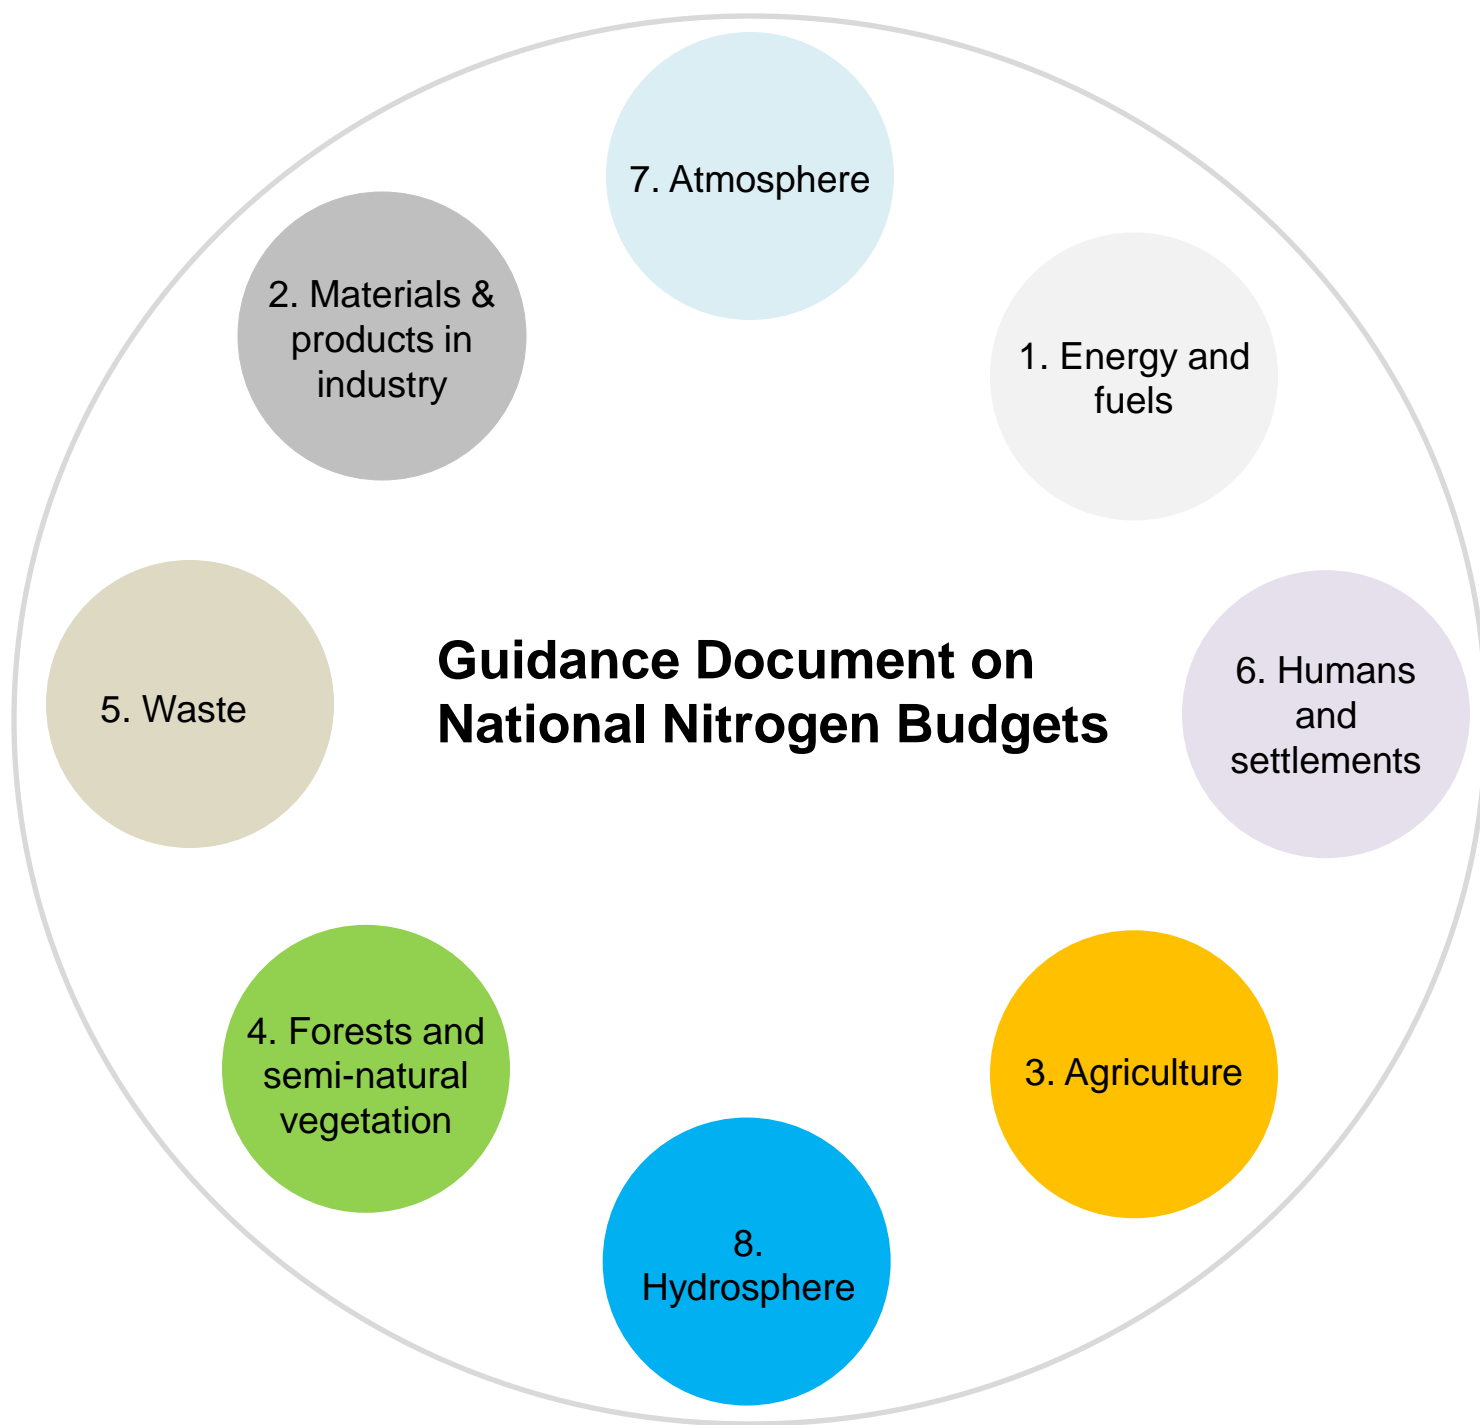 7. Atmosphere
2. Materials &
products in
industry
1. Energy and
fuels
Guidance Document on
National Nitrogen Budgets
5. Waste
6. Humans
and
settlements
4. Forests and
semi-natural
vegetation
3. Agriculture
8.
Hydrosphere